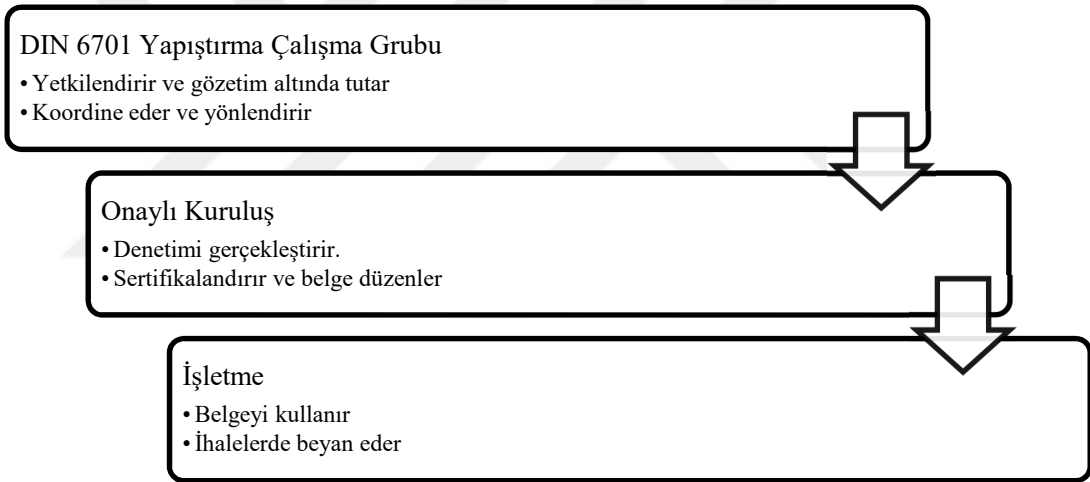 DIN 6701 Yapıştırma Çalışma Grubu
• Yetkilendirir ve gözetim altında tutar
• Koordine eder ve yönlendirir
Onaylı Kuruluş
• Denetimi gerçekleştirir.
• Sertifikalandırır ve belge düzenler
İşletme
• Belgeyi kullanır
• İhalelerde beyan eder